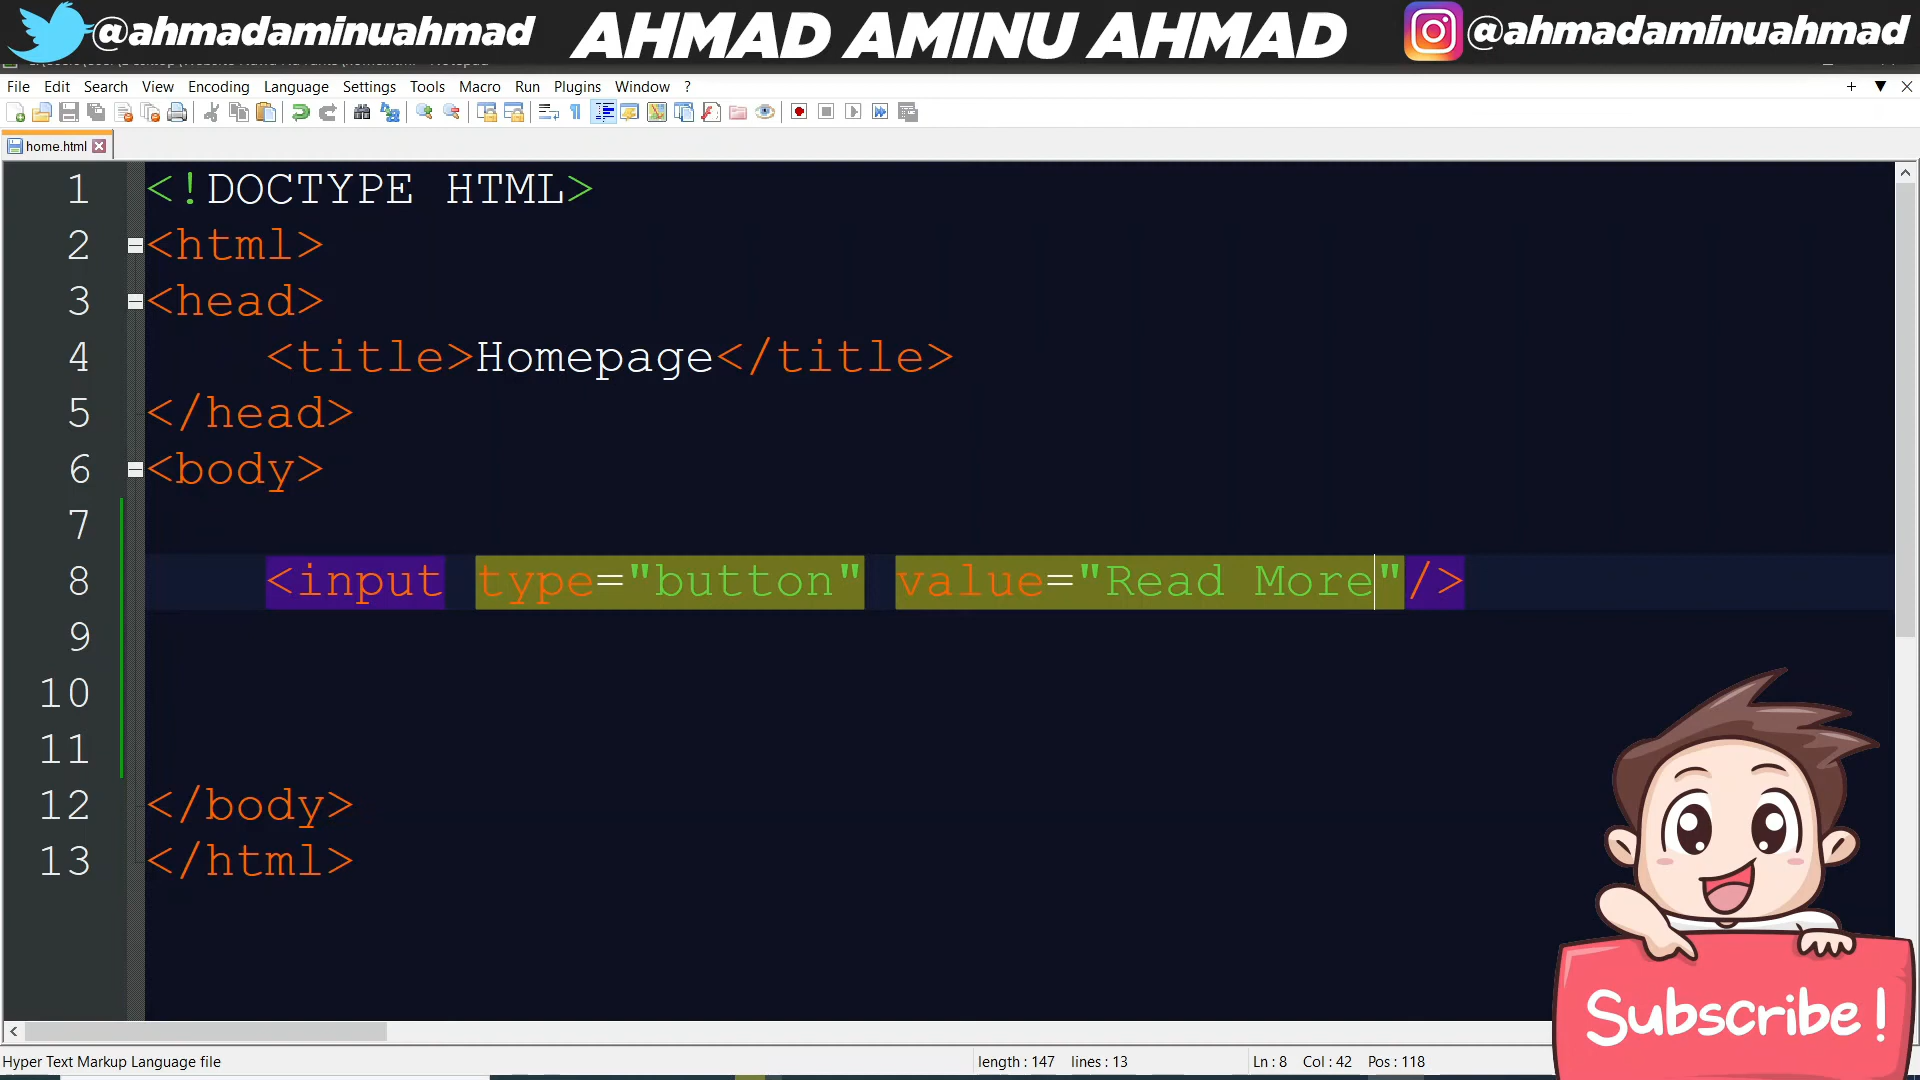 @ahmadaminuahmad AHMAD AMINU AHMAD @ahmadaminuahmad
File Edit Search View Encoding Language Settings Tools Macro Run Plugins Window ?
home.html
1 <!DOCTYPE HTML>
2 <html>
3 <head>
4 <title>Homepage</title>
5 </head>
6 <body>
7
8 <input type="button" value="Read More"/>
9
10
11
12 </body>
13 </html>
Subscribe!
Hyper Text Markup Language file length : 147 lines : 13 Ln : 8 Col : 42 Pos : 118